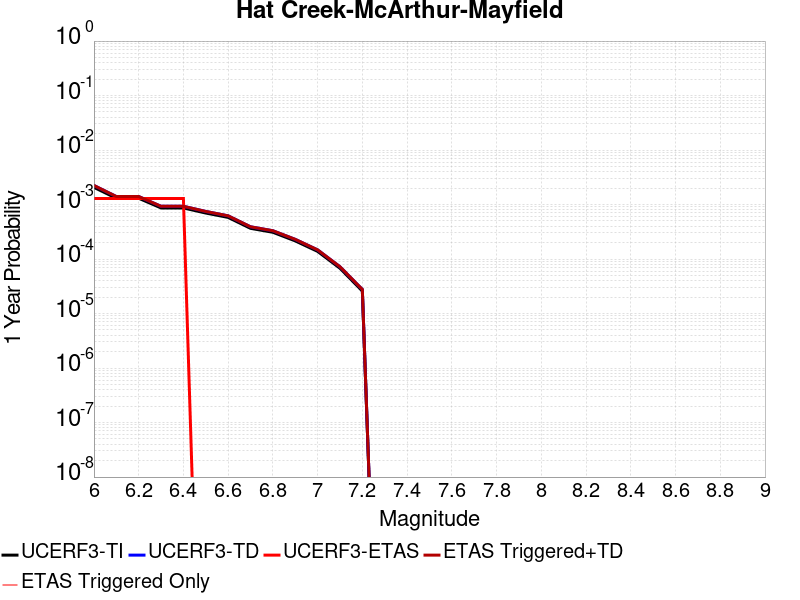 Hat Creek-McArthur-Mayfield
1 Year Probability
10^0
10^-1
10^-2
10^-3
10^-4
10^-5
10^-6
10^-7
10^-8
6 6.2 6.4 6.6 6.8 7 7.2 7.4 7.6 7.8 8 8.2 8.4 8.6 8.8 9
Magnitude
UCERF3-TI UCERF3-TD UCERF3-ETAS ETAS Triggered+TD
ETAS Triggered Only